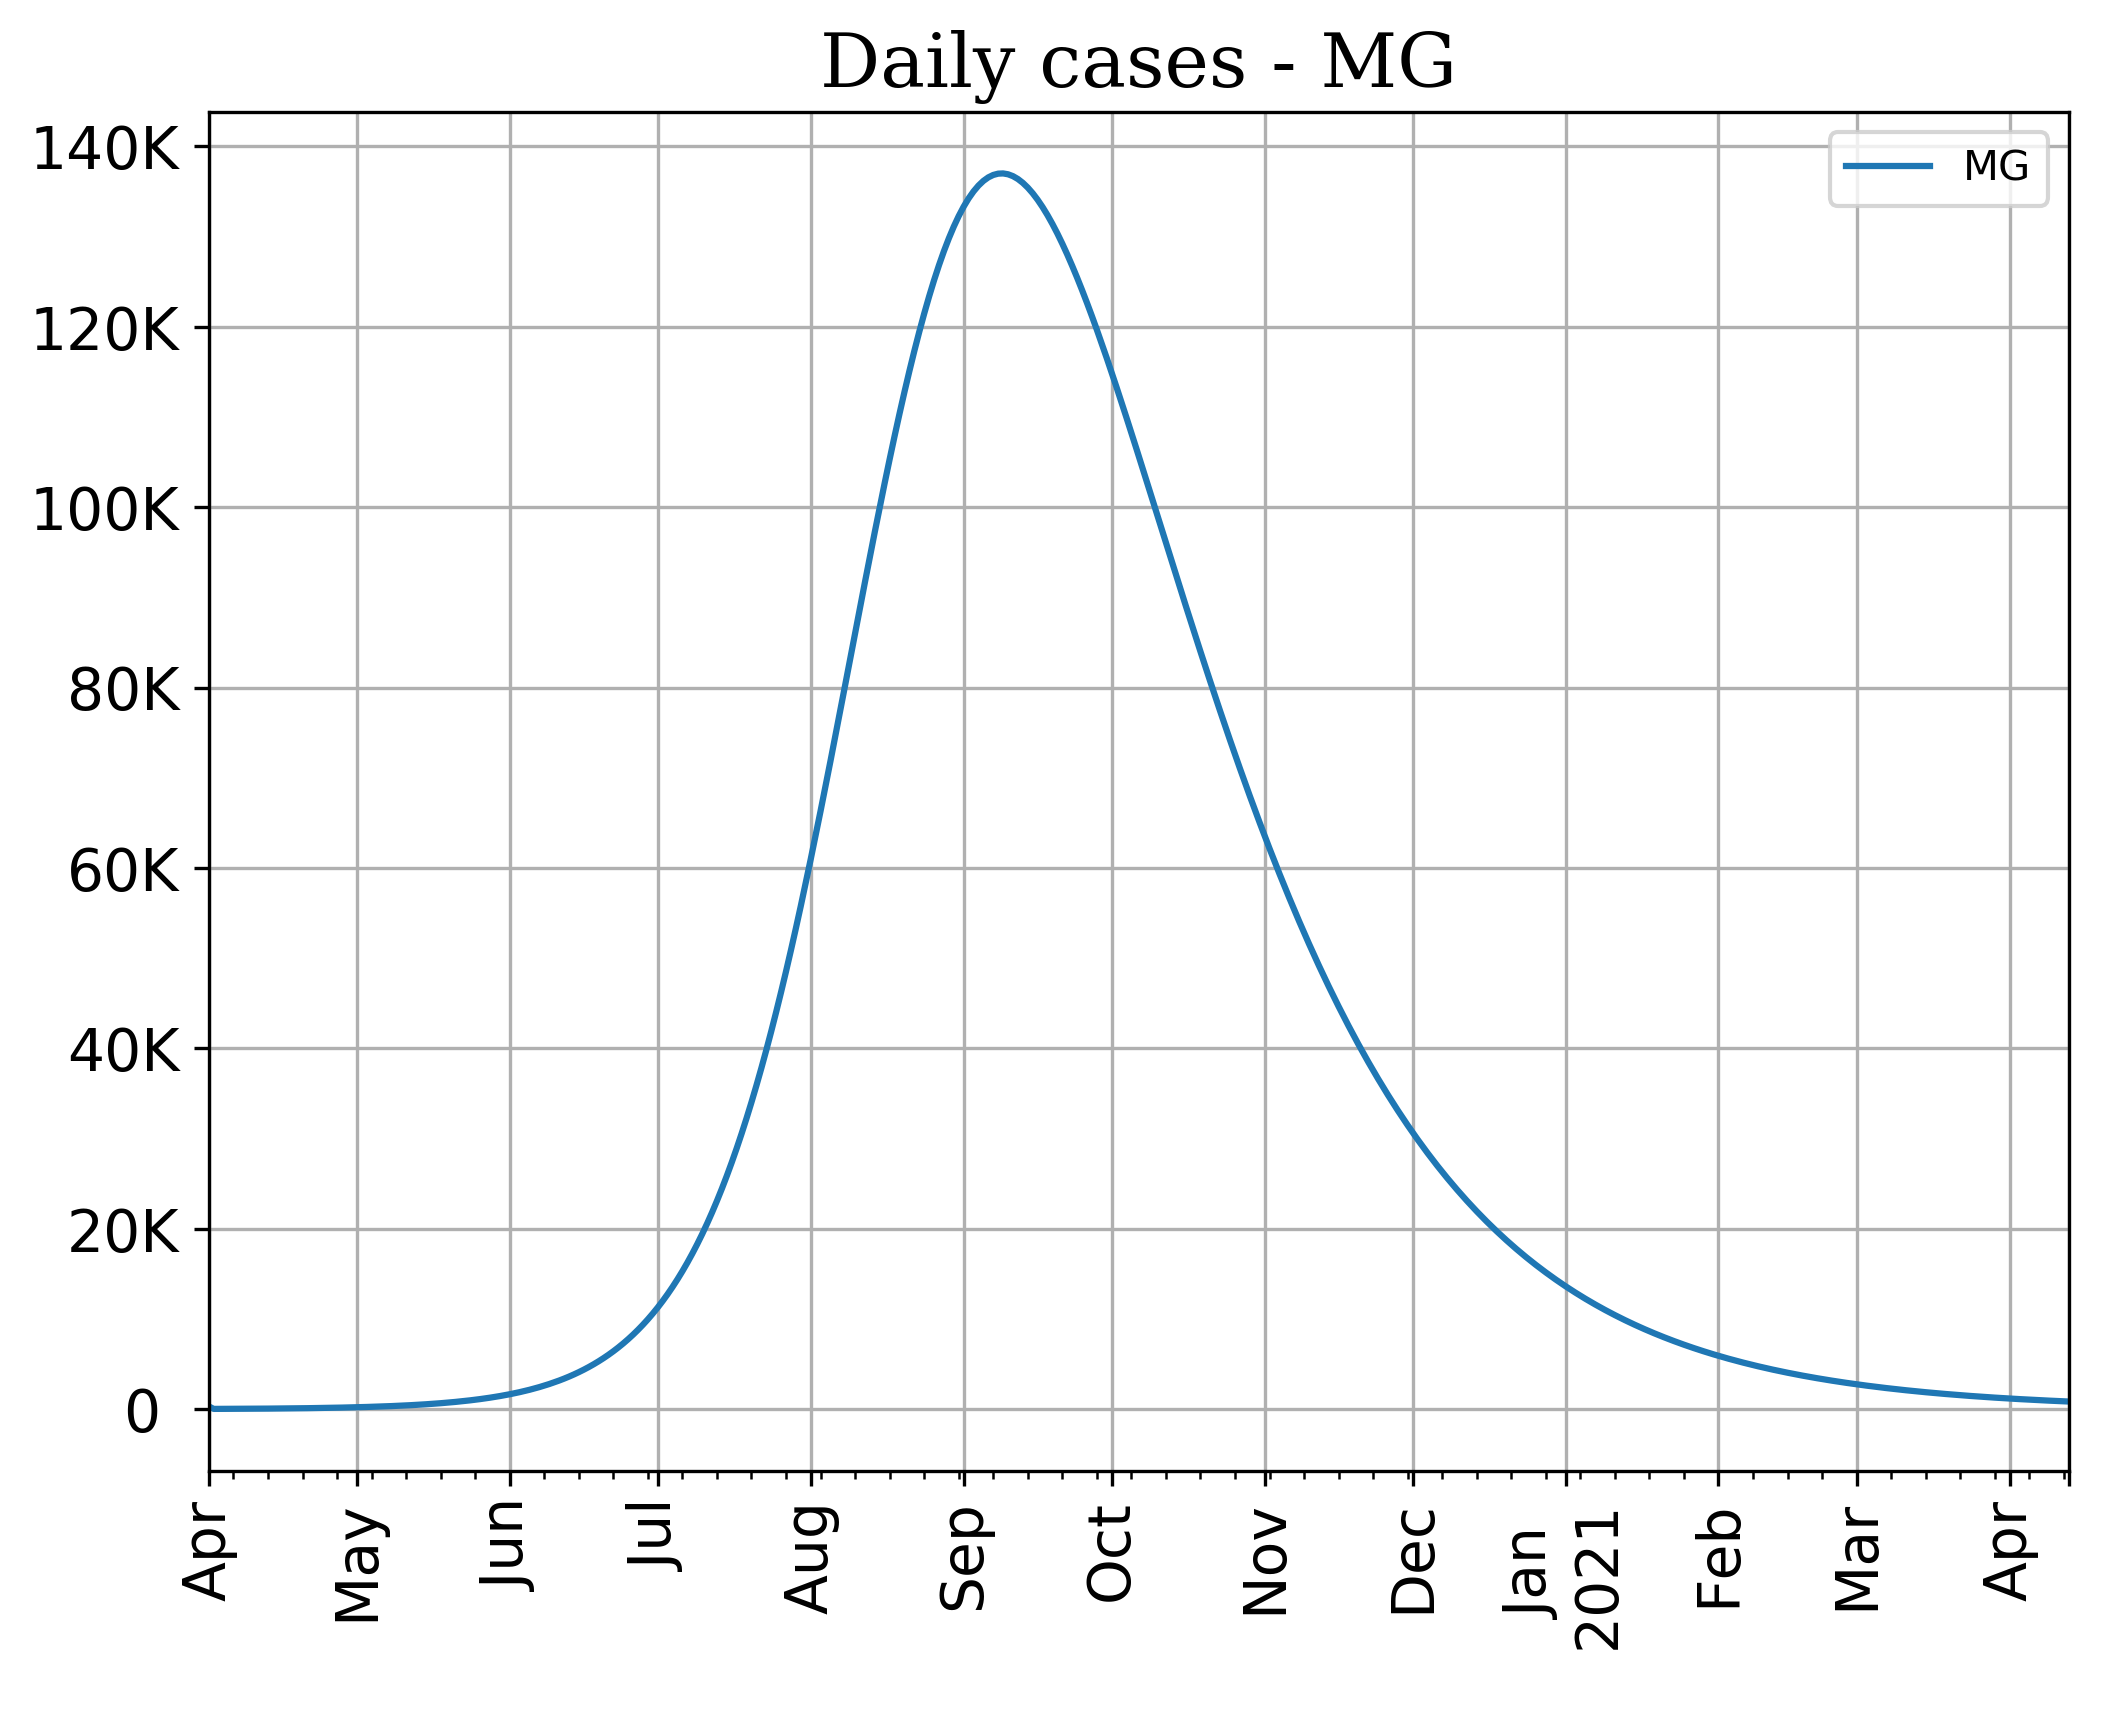 Daily cases - MG
MG
140K
120K
100K
80K
60K
40K
20K
0
Apr
May
Jun
Jul
Aug
Sep
Oct
Nov
Dec
Jan
2021
Feb
Mar
Apr